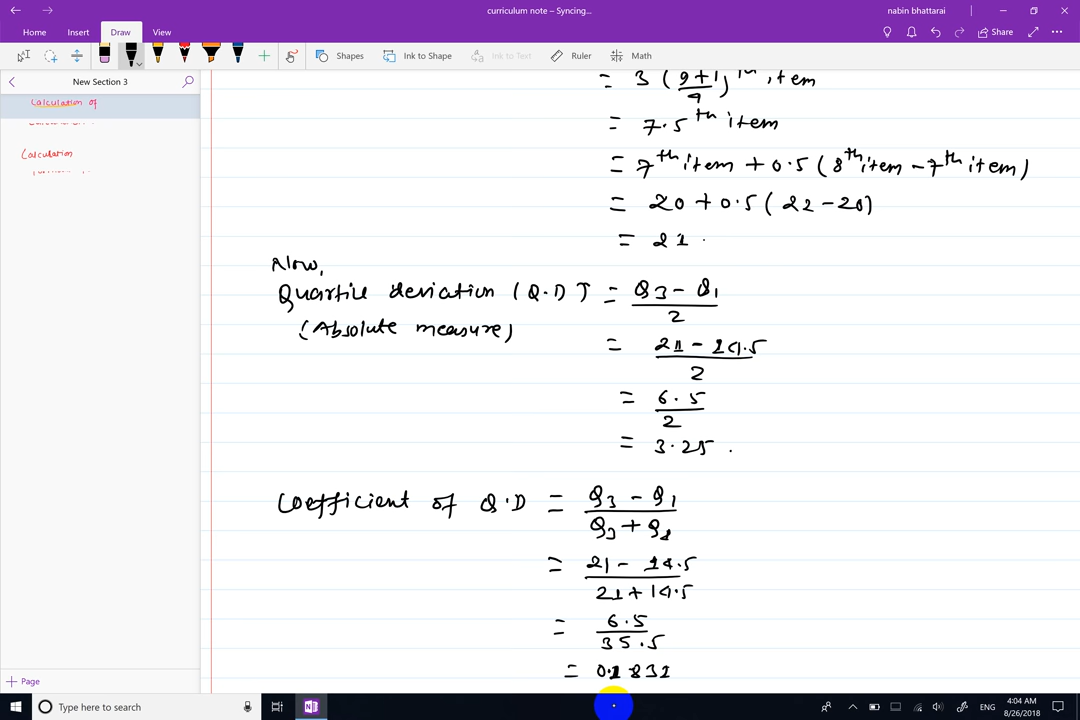 curriculum note – Syncing...
nabin bhattarai
Home Insert Draw View
Share
Shapes Ink to Shape Ink to Text Ruler Math
New Section 3
Calculation of
Calculation
+ Page
= 3 (9+1/4)th item
= 7.5th item
= 7th item + 0.5 (8th item – 7th item)
= 20 + 0.5 ( 22 – 20)
= 21 .
Now,
Quartile deviation (Q.D) = Q3 – Q1 / 2
(Absolute measure)
= 21 – 14.5 / 2
= 6.5 / 2
= 3.25 .
Coefficient of Q.D = Q3 – Q1 / Q3 + Q1
= 21 – 14.5 / 21 + 14.5
= 6.5 / 35.5
= 0.1831
Type here to search
ENG
4:04 AM
8/26/2018